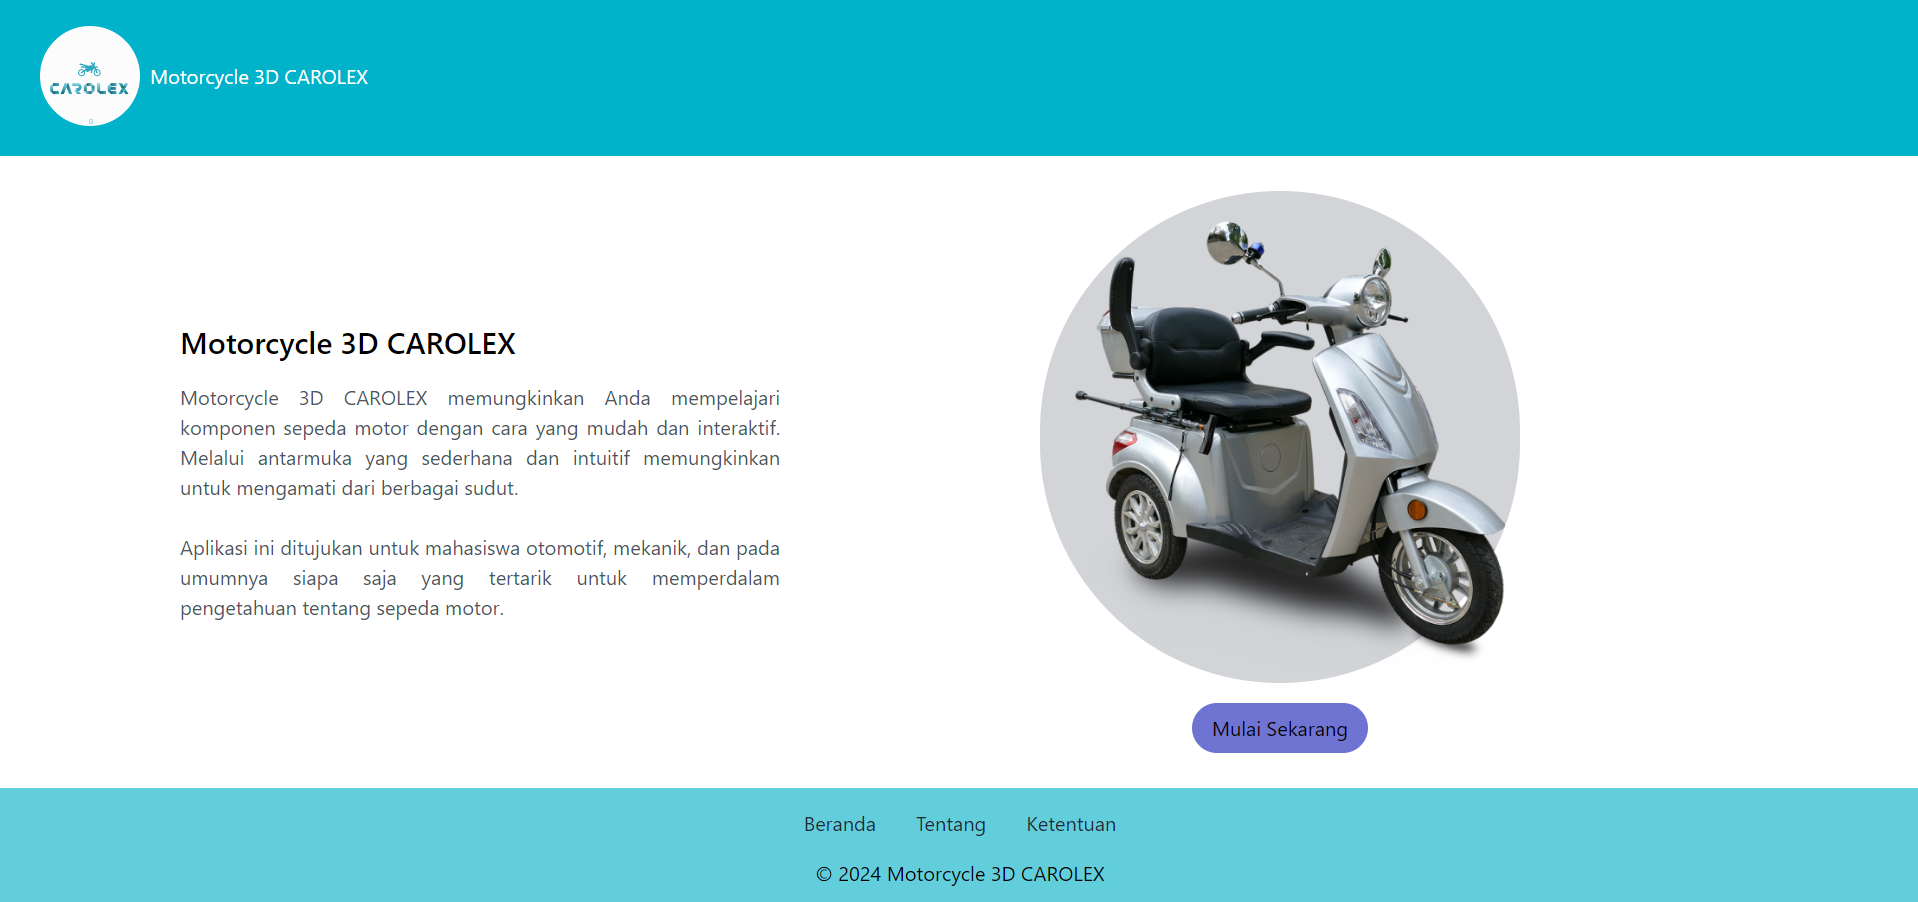 CAROLEX
Motorcycle 3D CAROLEX
Motorcycle 3D CAROLEX
Motorcycle 3D CAROLEX memungkinkan Anda mempelajari
komponen sepeda motor dengan cara yang mudah dan interaktif.
Melalui antarmuka yang sederhana dan intuitif memungkinkan
untuk mengamati dari berbagai sudut.
Aplikasi ini ditujukan untuk mahasiswa otomotif, mekanik, dan pada
umumnya siapa saja yang tertarik untuk memperdalam
pengetahuan tentang sepeda motor.
Mulai Sekarang
Beranda Tentang Ketentuan
© 2024 Motorcycle 3D CAROLEX